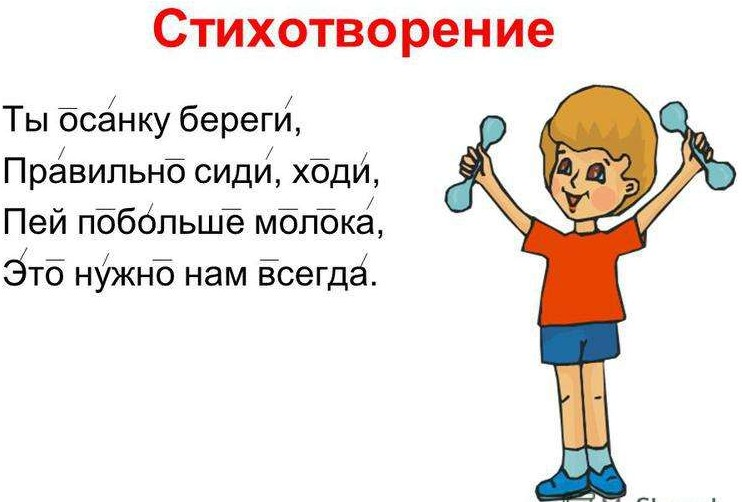 Стихотворение
Ты осанку береги,
Правильно сиди, ходи,
Пей побольше молока,
Это нужно нам всегда.